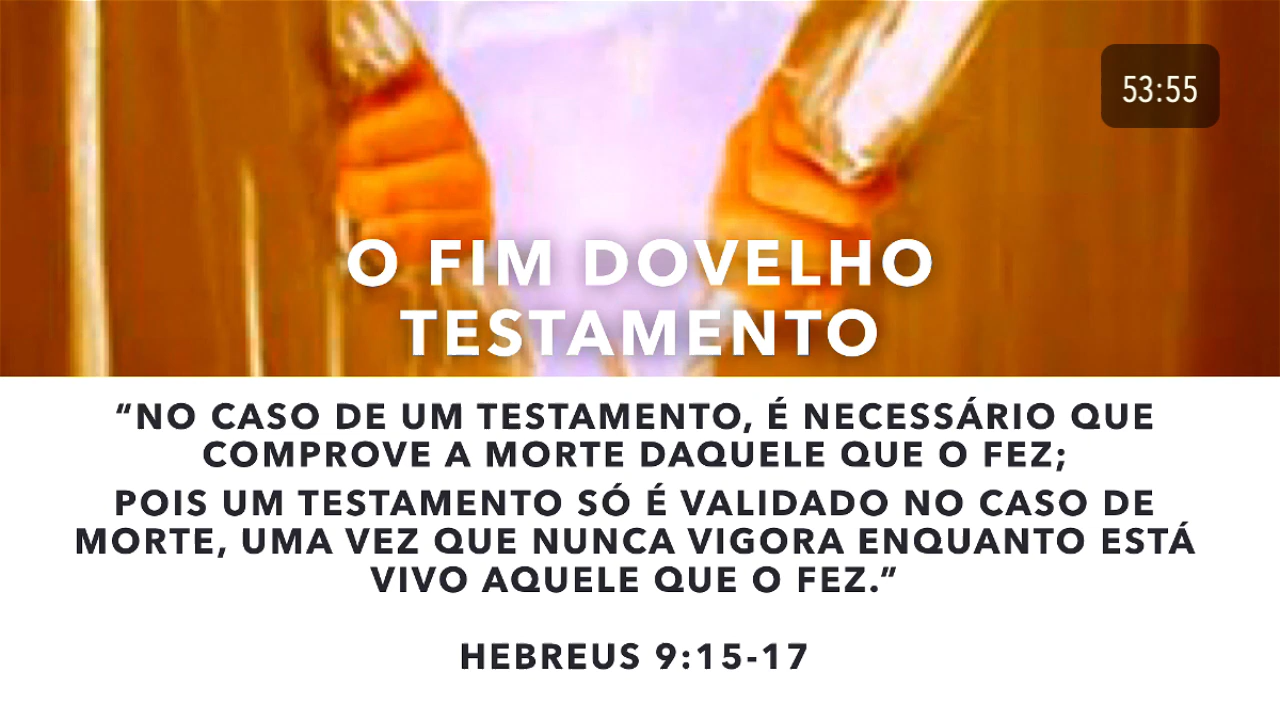 53:55
O FIM DOVELHO
TESTAMENTO
“NO CASO DE UM TESTAMENTO, É NECESSÁRIO QUE
COMPROVE A MORTE DAQUELE QUE O FEZ;
POIS UM TESTAMENTO SÓ É VALIDADO NO CASO DE
MORTE, UMA VEZ QUE NUNCA VIGORA ENQUANTO ESTÁ
VIVO AQUELE QUE O FEZ.”
HEBREUS 9:15-17